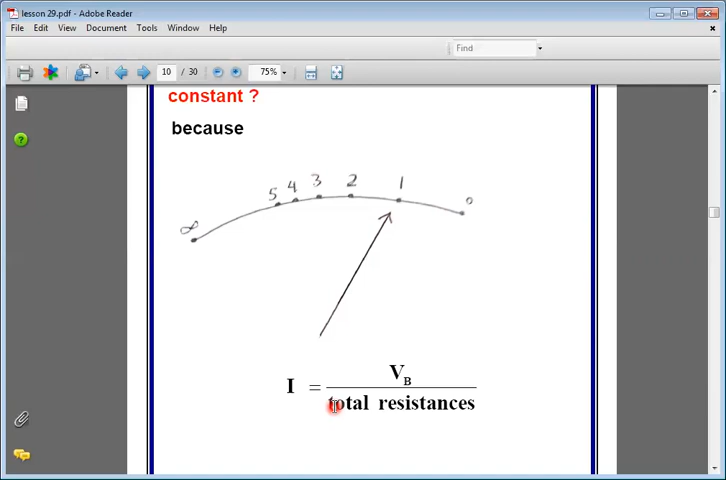 lesson 29.pdf - Adobe Reader
File Edit View Document Tools Window Help
Find
10 / 30 75%
constant ?
because
∞ 5 4 3 2 1 0
I = V_B / total resistances